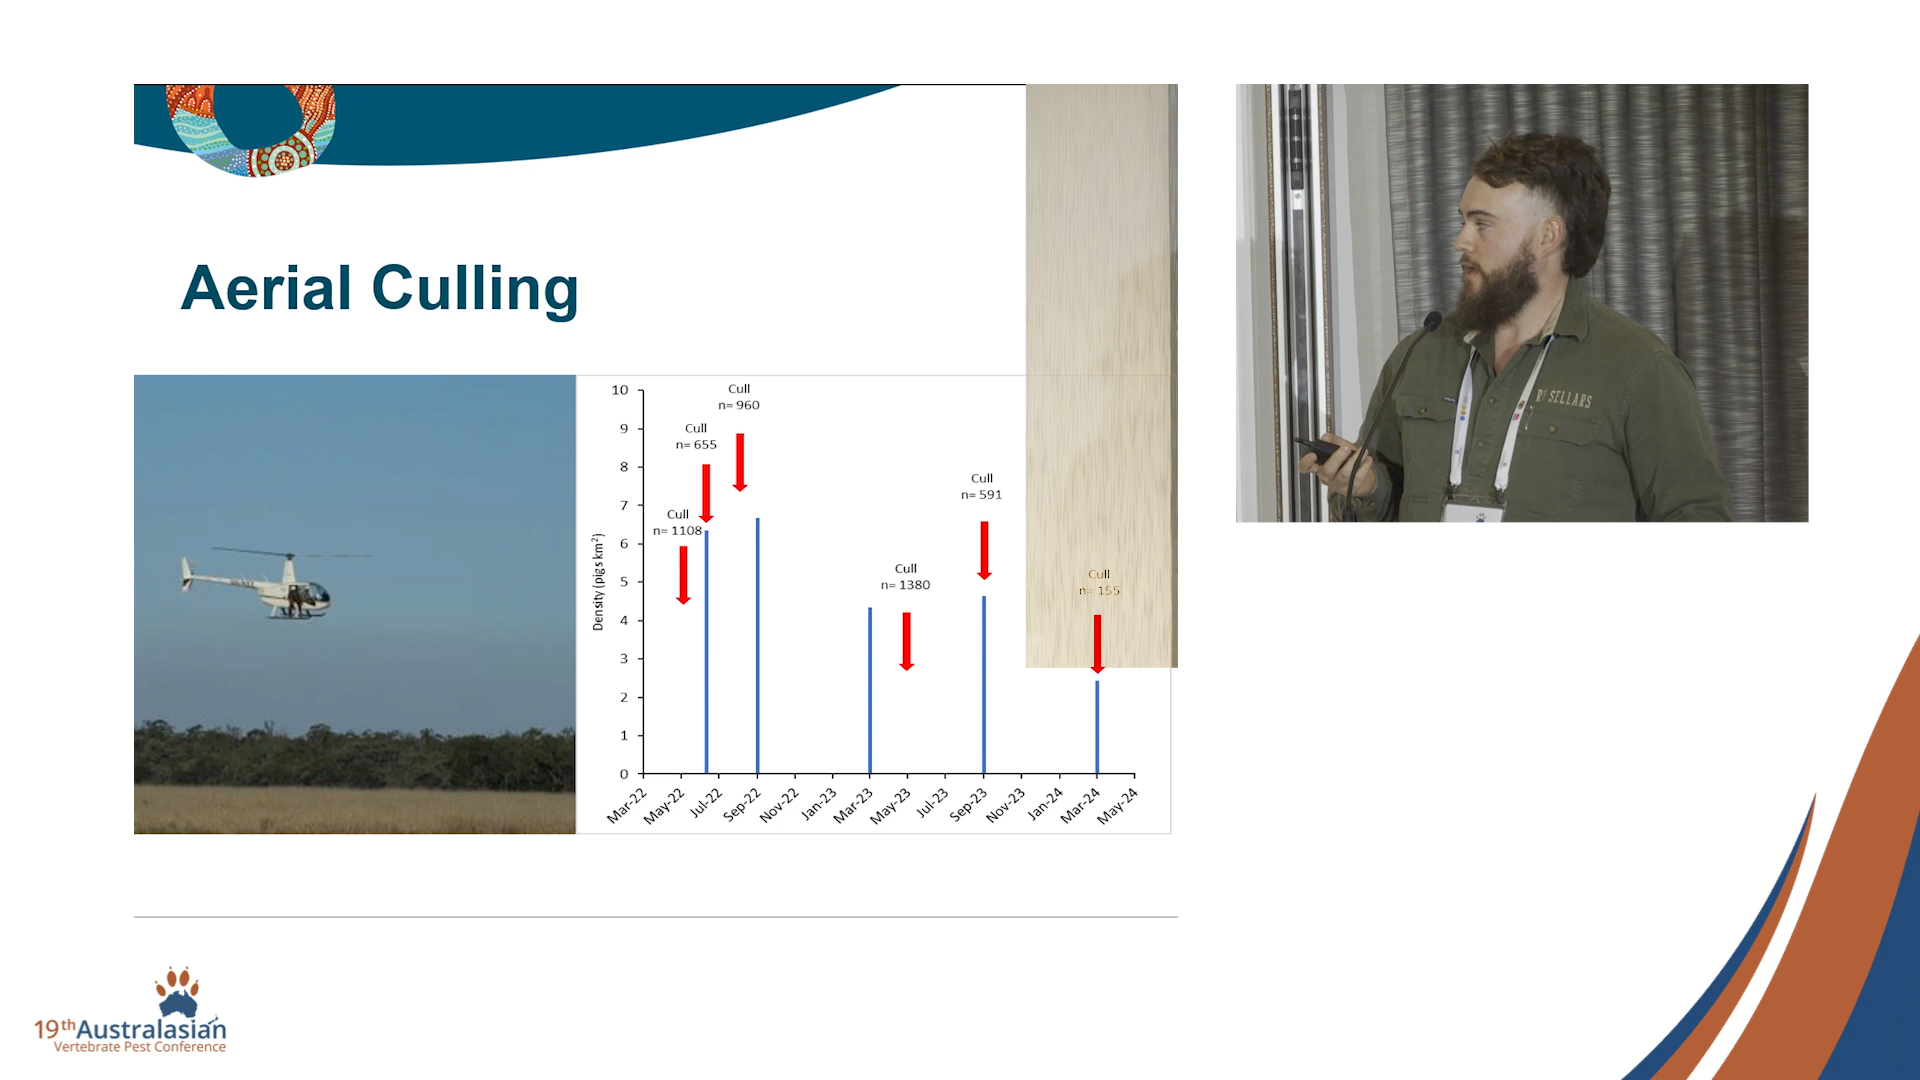 Aerial Culling
Cull
n= 960
Cull
n= 655
Cull
n= 1108
Cull
n= 1380
Cull
n= 591
Cull
n= 155
Density (pigs km²)
10
9
8
7
6
5
4
3
2
1
0
Mar-22
May-22
Jul-22
Sep-22
Nov-22
Jan-23
Mar-23
May-23
Jul-23
Sep-23
Nov-23
Jan-24
Mar-24
May-24
SELLARS
19th Australasian
Vertebrate Pest Conference